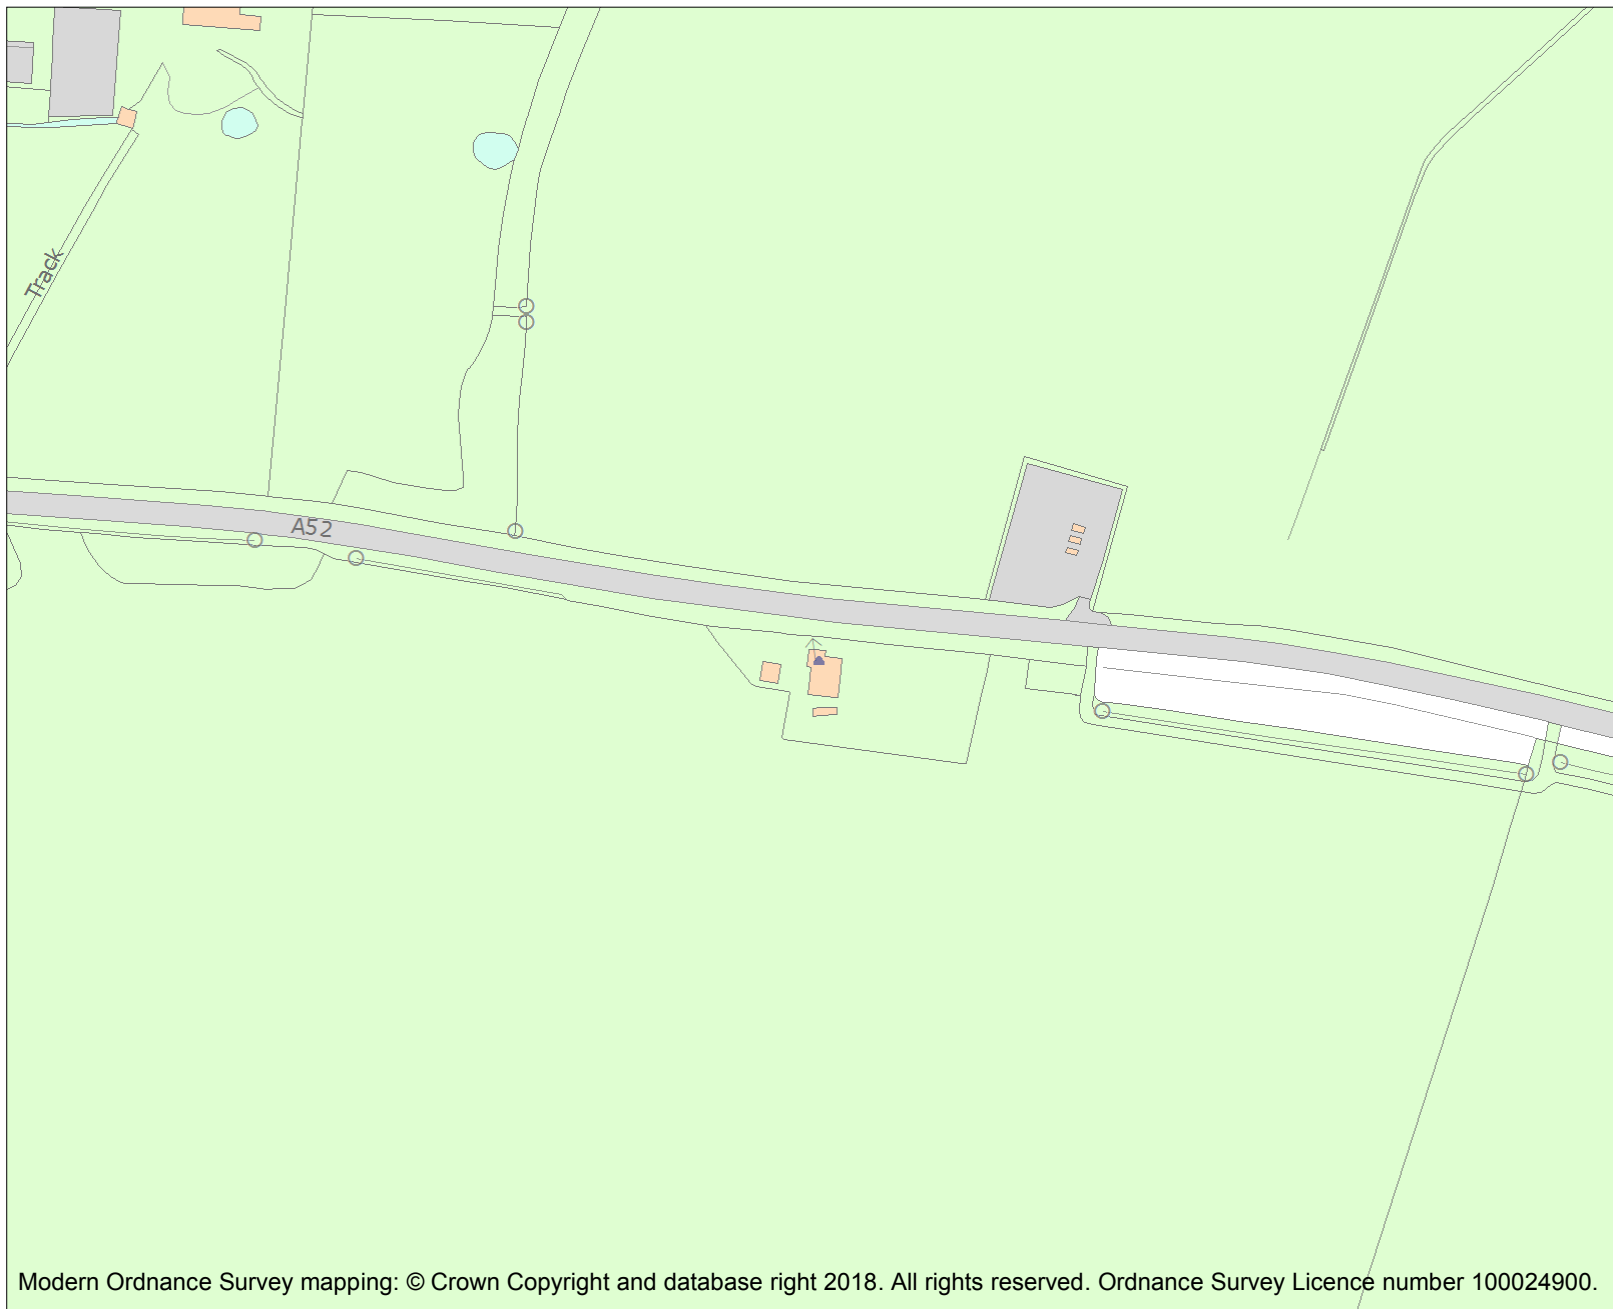 Track
A52
Modern Ordnance Survey mapping: © Crown Copyright and database right 2018. All rights reserved. Ordnance Survey Licence number 100024900.